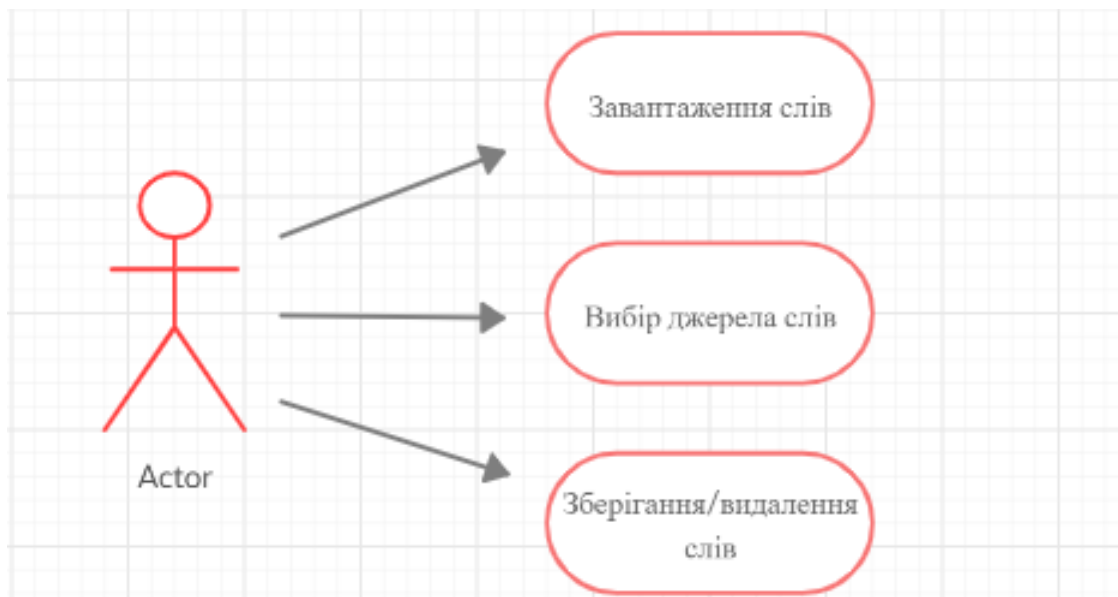 Завантаження слів
Вибір джерела слів
Actor
Зберігання/видалення
слів